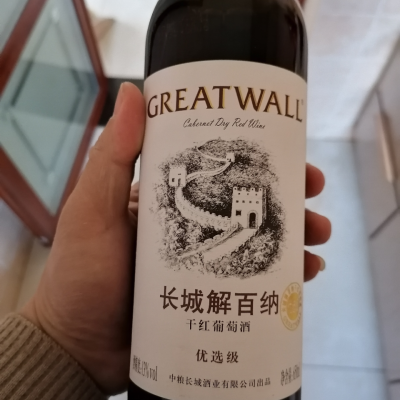 GREATWALL
Cabernet Dry Red Wine
长城解百纳
干红葡萄酒
优选级
中粮长城酒业有限公司出品